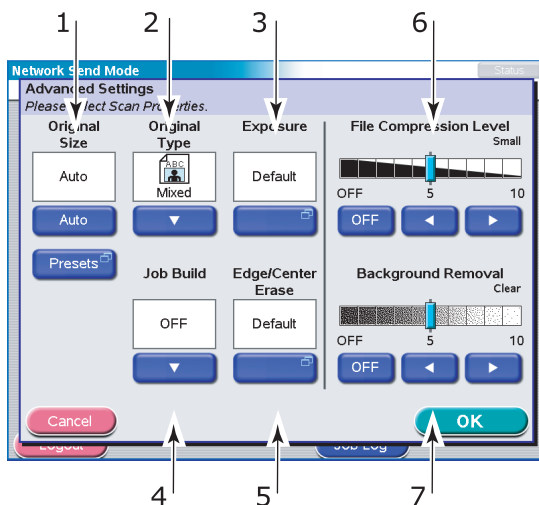 1 2 3 6
Network Send Mode Status
Advanced Settings
Please Select Scan Properties.
Original Size
Auto
Auto
Presets
Original Type
ABC
Mixed
Exposure
Default
Job Build
OFF
Edge/Center Erase
Default
File Compression Level
Small
OFF 5 10
OFF
Background Removal
Clear
OFF 5 10
OFF
Cancel OK
Logout Job Log
4 5 7